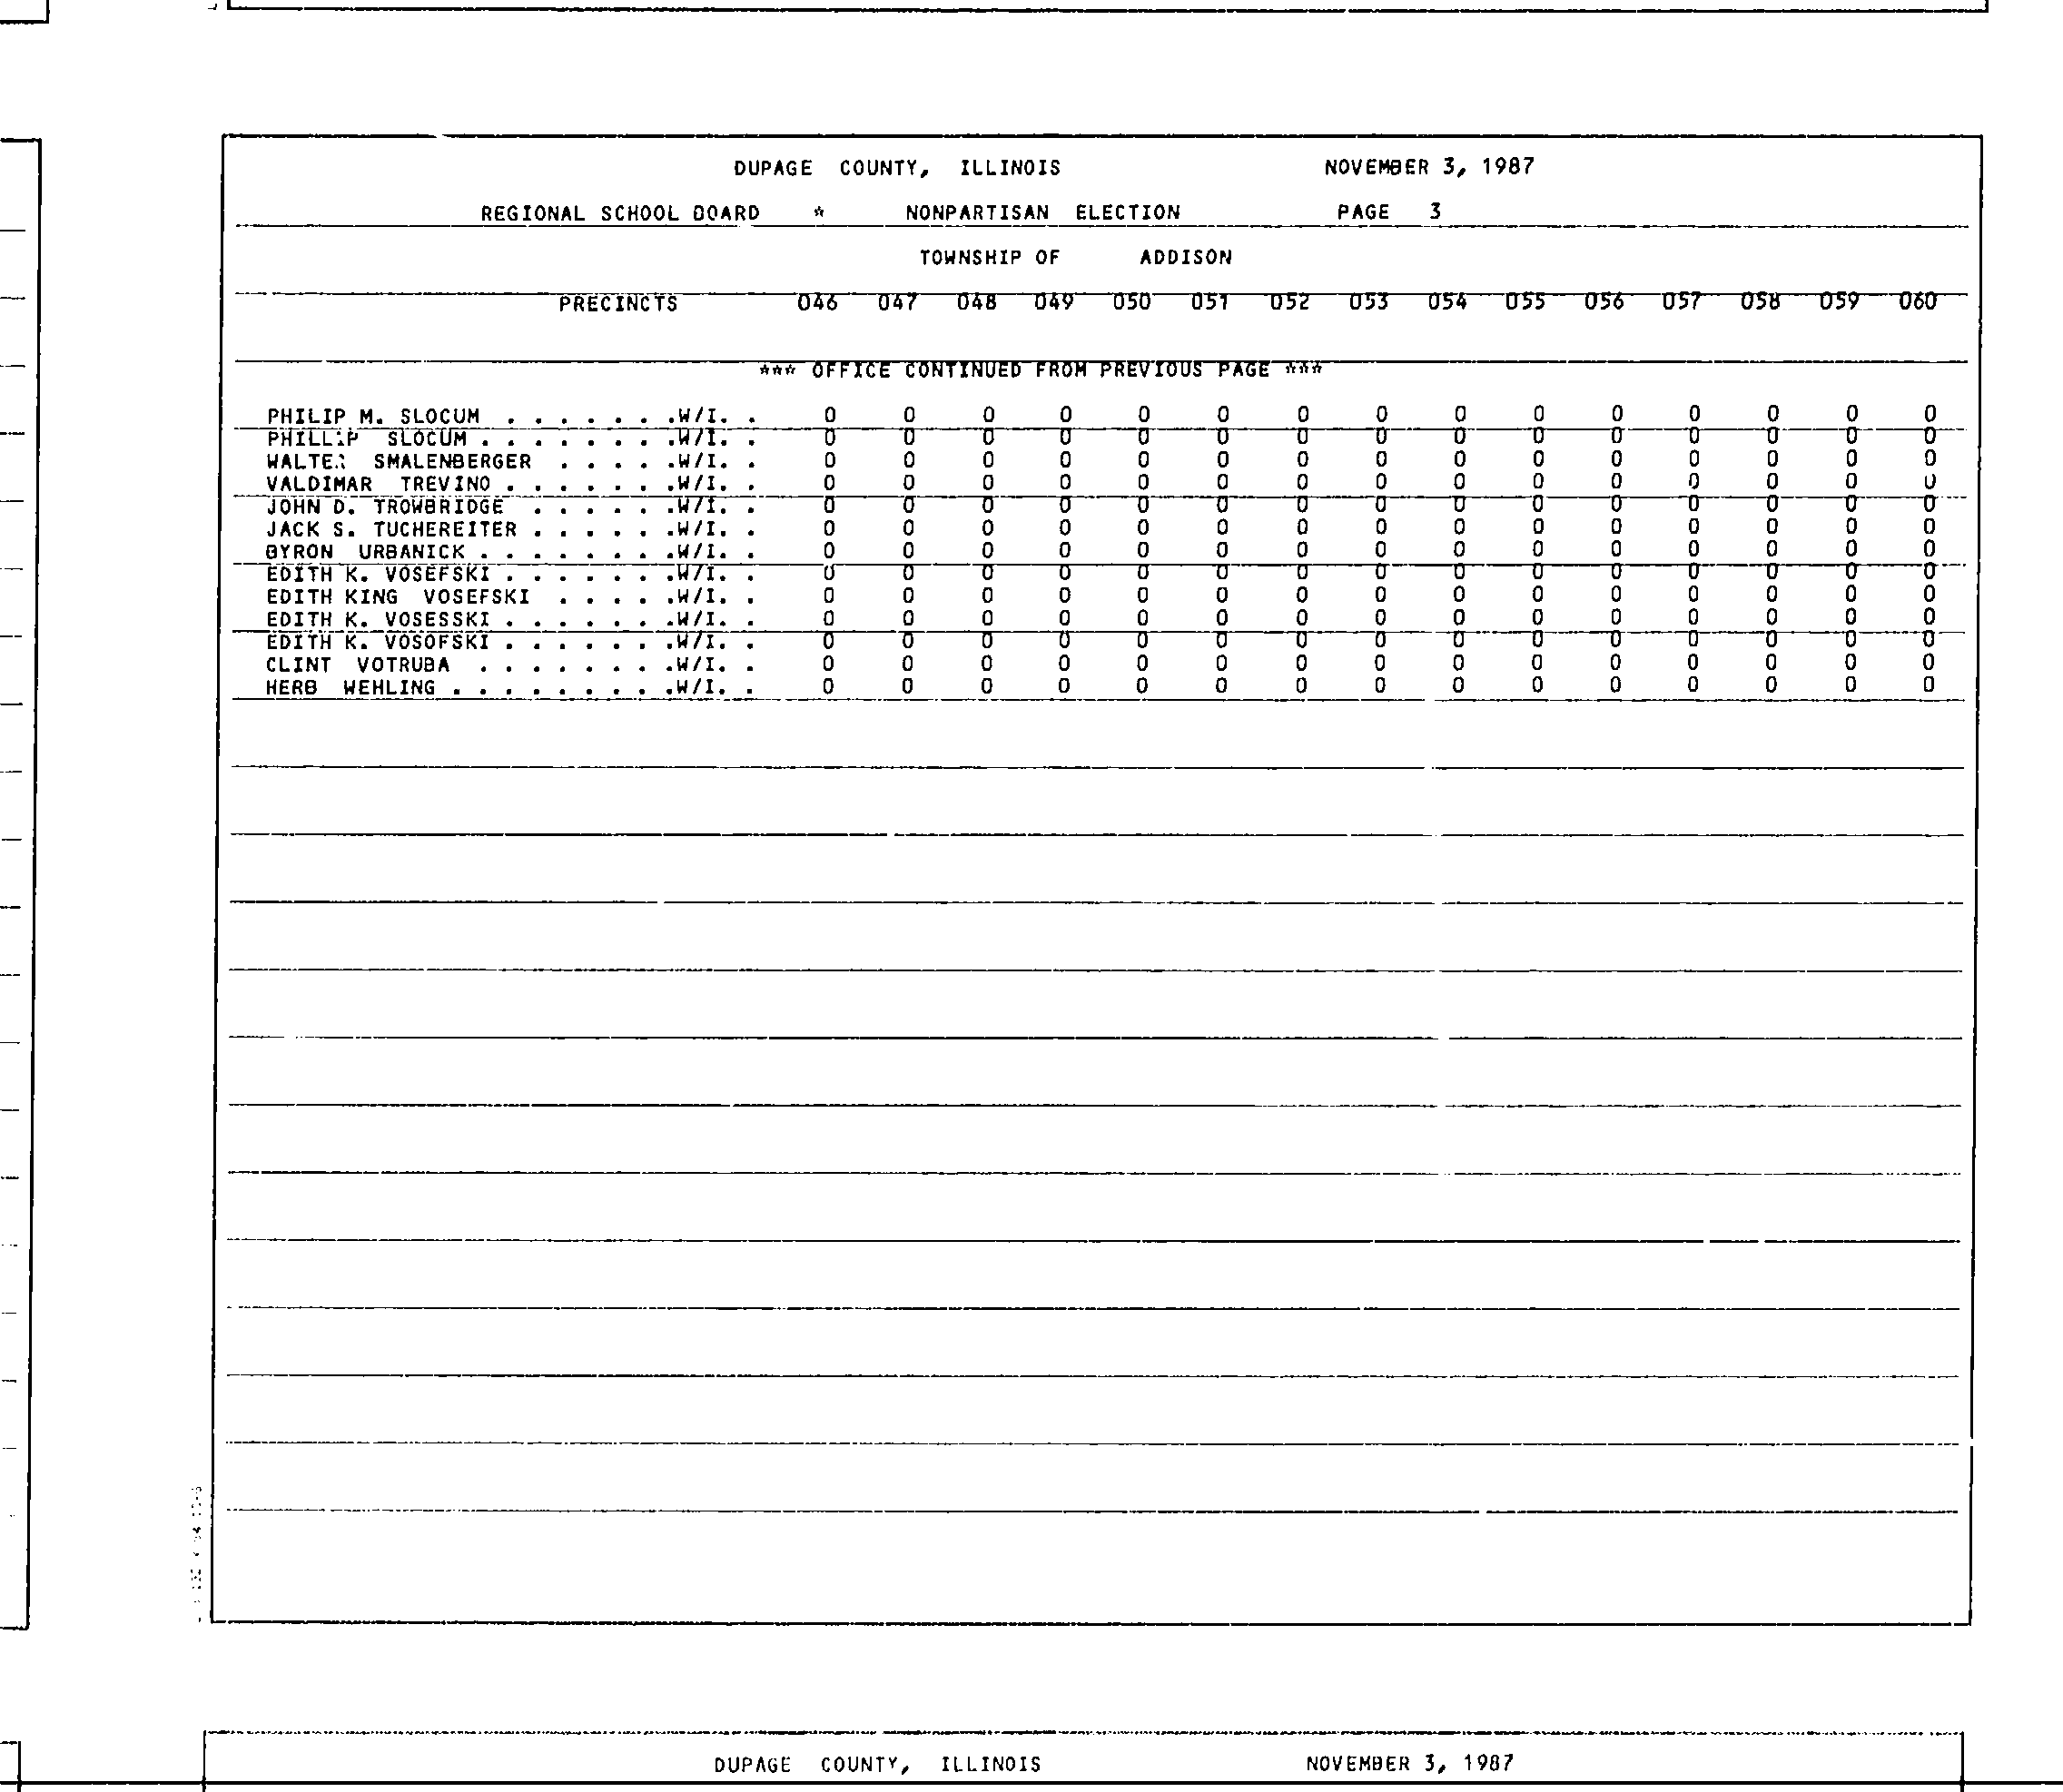 DUPAGE COUNTY, ILLINOIS NOVEMBER 3, 1987
REGIONAL SCHOOL BOARD * NONPARTISAN ELECTION PAGE 3
TOWNSHIP OF ADDISON
PRECINCTS 046 047 048 049 050 051 052 053 054 055 056 057 058 059 060
*** OFFICE CONTINUED FROM PREVIOUS PAGE ***
PHILIP M. SLOCUM . . . . . . .W/I. . 0 0 0 0 0 0 0 0 0 0 0 0 0 0 0
PHILLIP SLOCUM . . . . . . . .W/I. . 0 0 0 0 0 0 0 0 0 0 0 0 0 0 0
WALTER SMALENBERGER . . . . .W/I. . 0 0 0 0 0 0 0 0 0 0 0 0 0 0 0
VALDIMAR TREVINO . . . . . . .W/I. . 0 0 0 0 0 0 0 0 0 0 0 0 0 0 0
JOHN D. TROWBRIDGE . . . . . .W/I. . 0 0 0 0 0 0 0 0 0 0 0 0 0 0 0
JACK S. TUCHEREITER . . . . . .W/I. . 0 0 0 0 0 0 0 0 0 0 0 0 0 0 0
BYRON URBANICK . . . . . . . .W/I. . 0 0 0 0 0 0 0 0 0 0 0 0 0 0 0
EDITH K. VOSEFSKI . . . . . . .W/I. . 0 0 0 0 0 0 0 0 0 0 0 0 0 0 0
EDITH KING VOSEFSKI . . . . .W/I. . 0 0 0 0 0 0 0 0 0 0 0 0 0 0 0
EDITH K. VOSESSKI . . . . . . .W/I. . 0 0 0 0 0 0 0 0 0 0 0 0 0 0 0
EDITH K. VOSOFSKI . . . . . . .W/I. . 0 0 0 0 0 0 0 0 0 0 0 0 0 0 0
CLINT VOTRUBA . . . . . . . .W/I. . 0 0 0 0 0 0 0 0 0 0 0 0 0 0 0
HERB WEHLING . . . . . . . . .W/I. . 0 0 0 0 0 0 0 0 0 0 0 0 0 0 0
DUPAGE COUNTY, ILLINOIS NOVEMBER 3, 1987